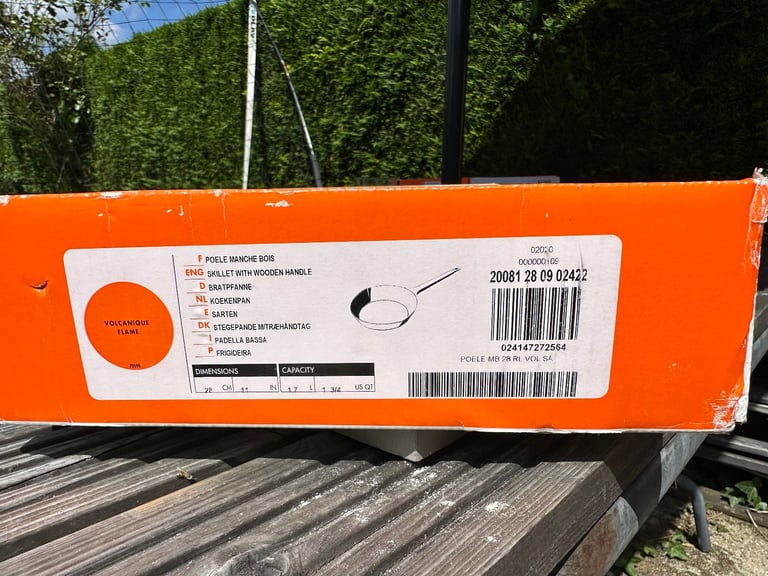 VOLCANIQUE
FLAME
F POELE MANCHE BOIS
ENG SKILLET WITH WOODEN HANDLE
D BRATPFANNE
NL KOEKENPAN
E SARTEN
DK STEGEPANDE M/TRÆHÅNDTAG
I PADELLA BASSA
P FRIGIDEIRA
DIMENSIONS CAPACITY
28 CM 11 IN 1.7 L 1 3/4 US QT
20081 28 09 02422
024147272564
POELE MB 28 RL VOL SA